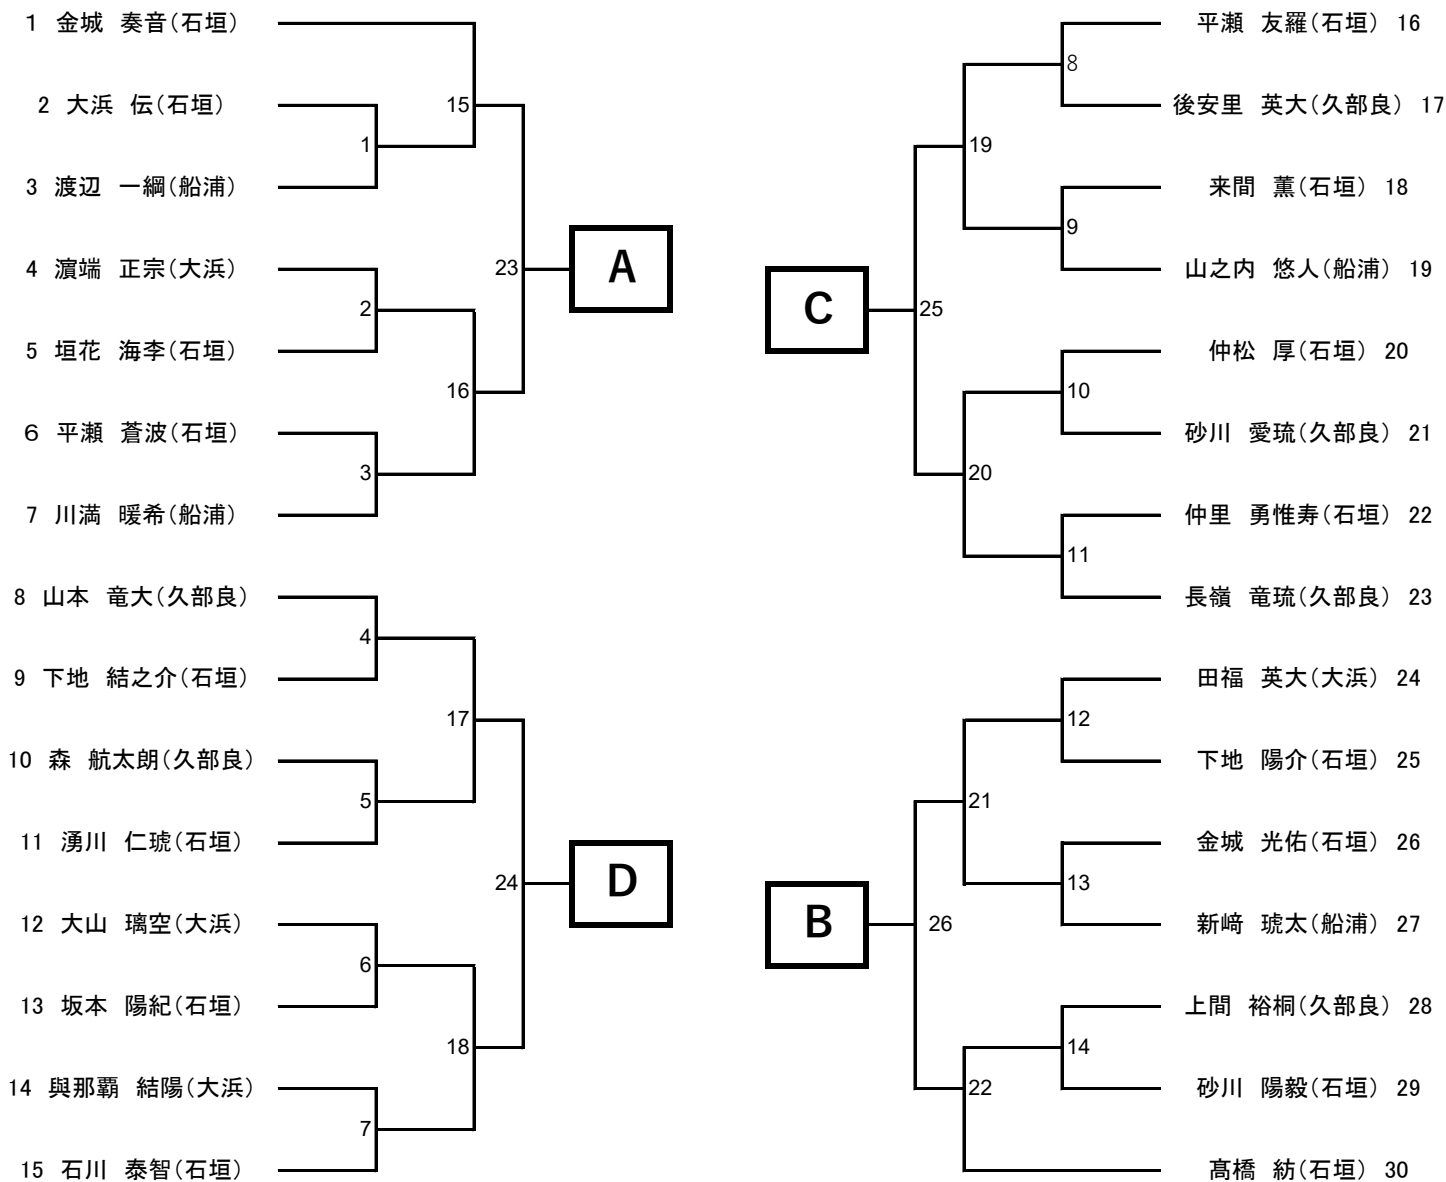 1 金城 奏音(石垣)
2 大浜 伝(石垣)
3 渡辺 一綱(船浦)
4 濵端 正宗(大浜)
5 垣花 海李(石垣)
6 平瀬 蒼波(石垣)
7 川満 暖希(船浦)
8 山本 竜大(久部良)
9 下地 結之介(石垣)
10 森 航太朗(久部良)
11 湧川 仁琥(石垣)
12 大山 璃空(大浜)
13 坂本 陽紀(石垣)
14 與那覇 結陽(大浜)
15 石川 泰智(石垣)
1
2
3
4
5
6
7
15
16
17
18
23
24
A
D
C
B
25
26
19
20
21
22
8
9
10
11
12
13
14
平瀬 友羅(石垣) 16
後安里 英大(久部良) 17
来間 薫(石垣) 18
山之内 悠人(船浦) 19
仲松 厚(石垣) 20
砂川 愛琉(久部良) 21
仲里 勇惟寿(石垣) 22
長嶺 竜琉(久部良) 23
田福 英大(大浜) 24
下地 陽介(石垣) 25
金城 光佑(石垣) 26
新﨑 琥太(船浦) 27
上間 裕桐(久部良) 28
砂川 陽毅(石垣) 29
髙橋 紡(石垣) 30